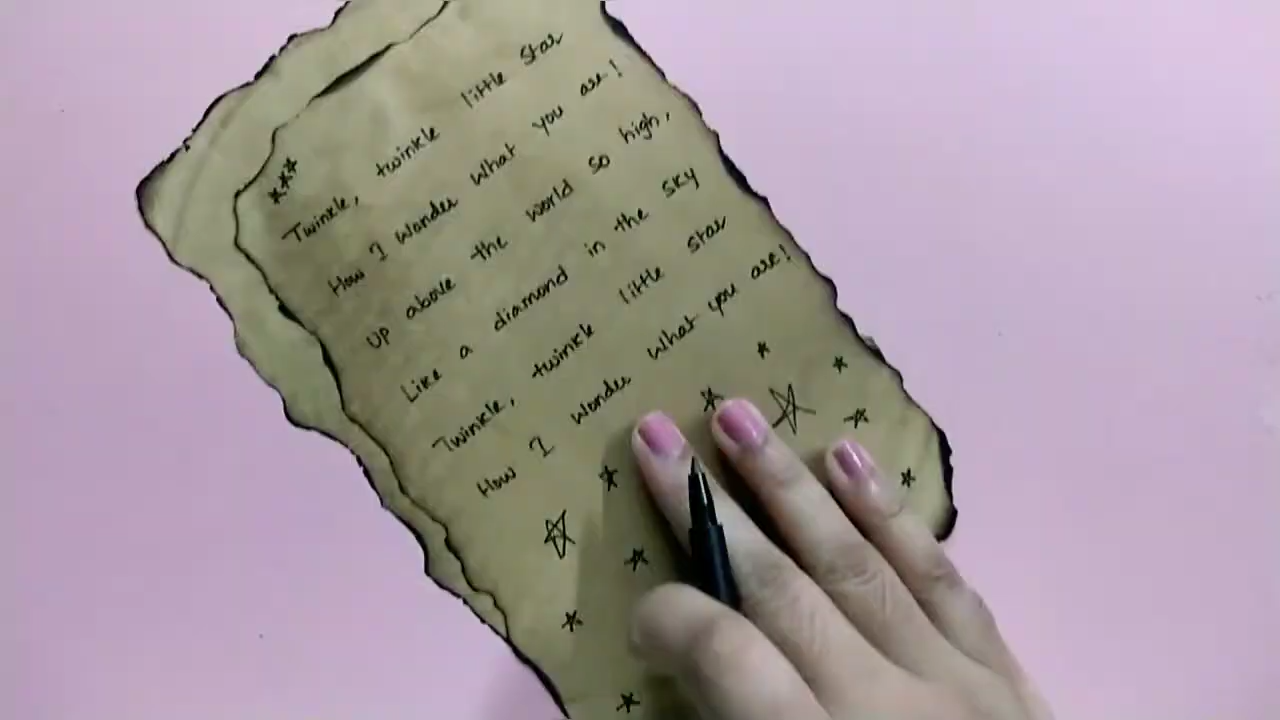 Twinkle, twinkle little star
How I wonder what you are!
Up above the world so high,
Like a diamond in the sky
Twinkle, twinkle little star
How I wonder what you are!